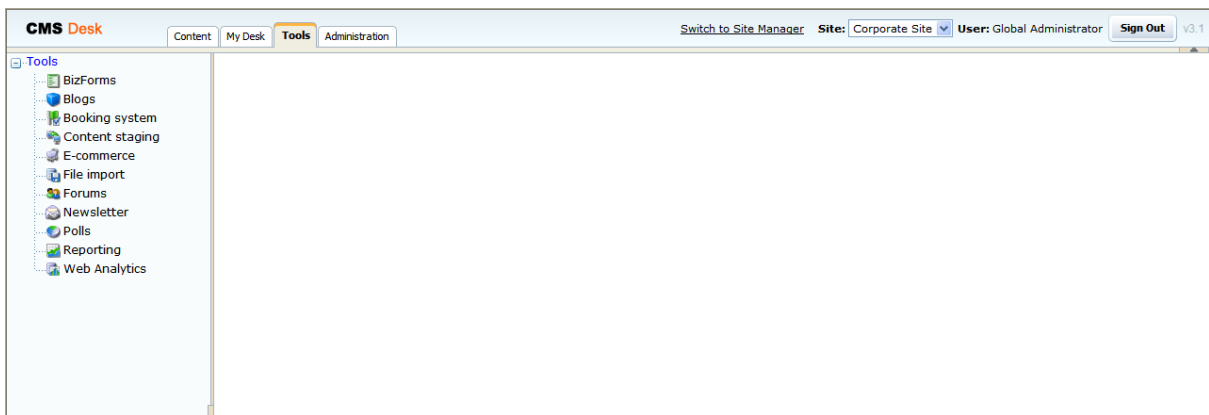 CMS Desk Content My Desk Tools Administration Switch to Site Manager Site: Corporate Site User: Global Administrator Sign Out v3.1
Tools
BizForms
Blogs
Booking system
Content staging
E-commerce
File import
Forums
Newsletter
Polls
Reporting
Web Analytics